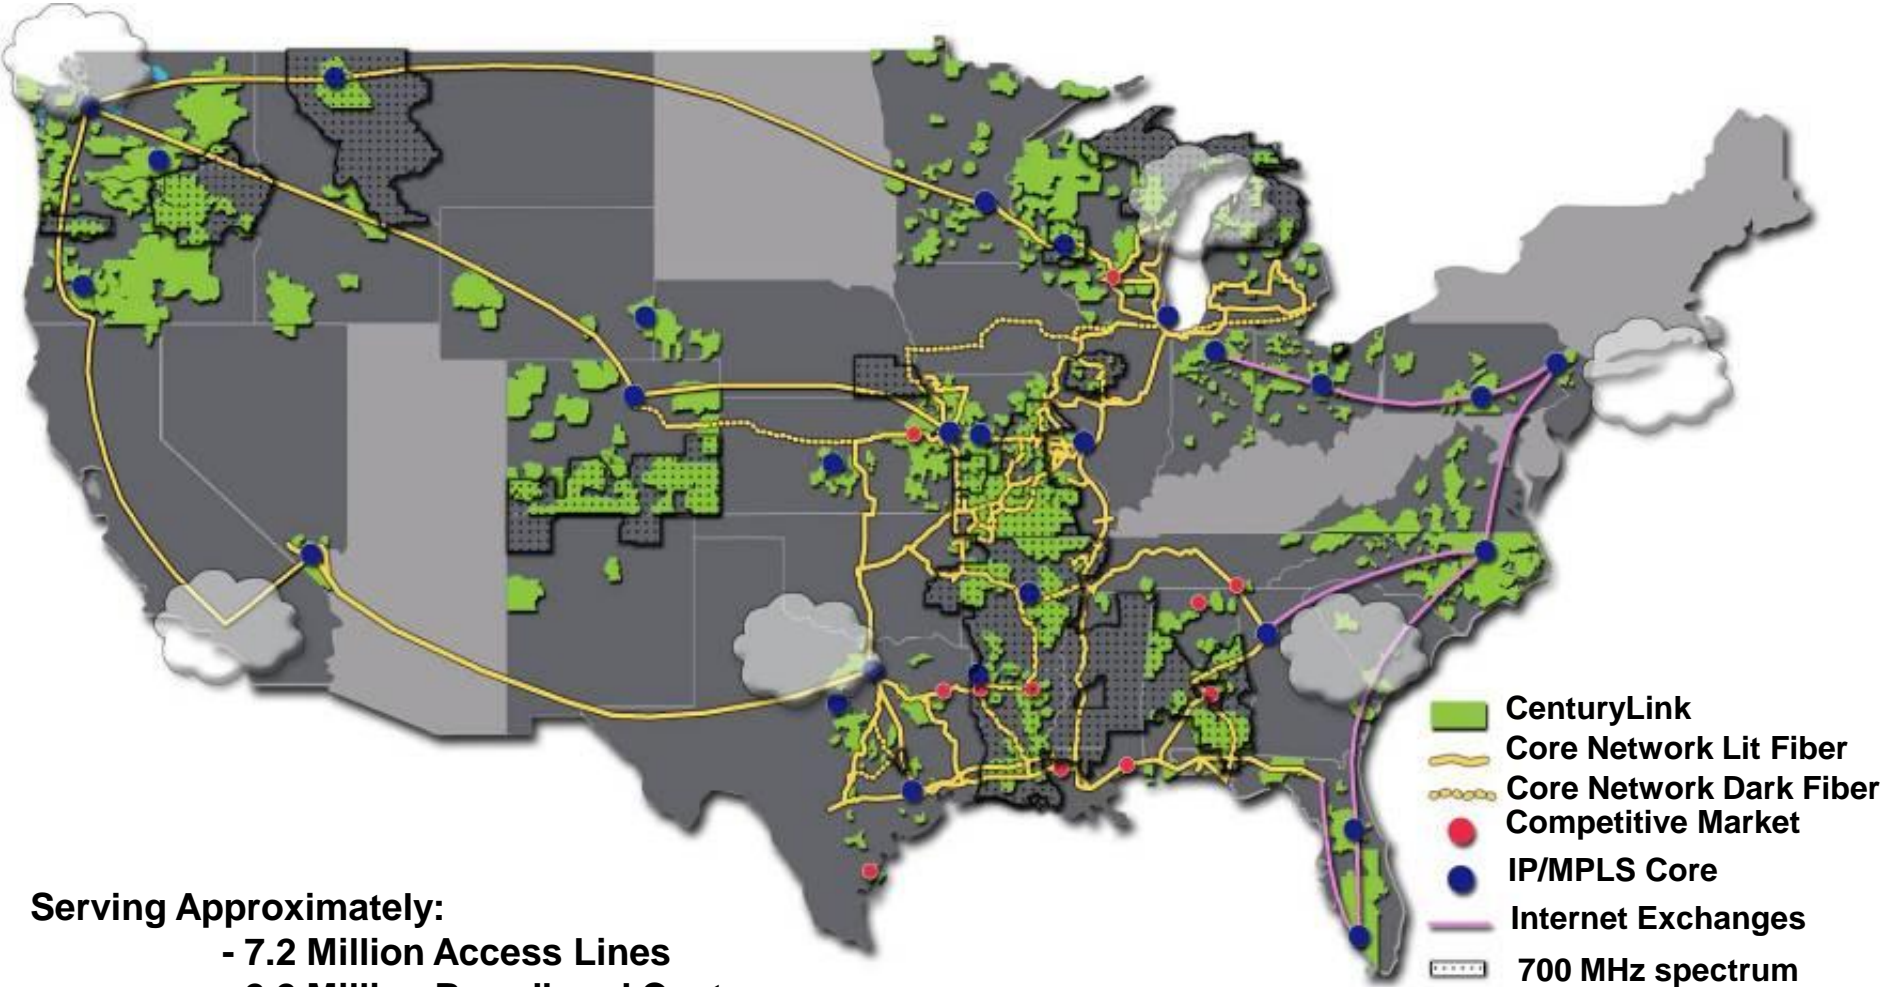 CenturyLink
Core Network Lit Fiber
Core Network Dark Fiber
Competitive Market
IP/MPLS Core
Internet Exchanges
700 MHz spectrum
Serving Approximately:
- 7.2 Million Access Lines